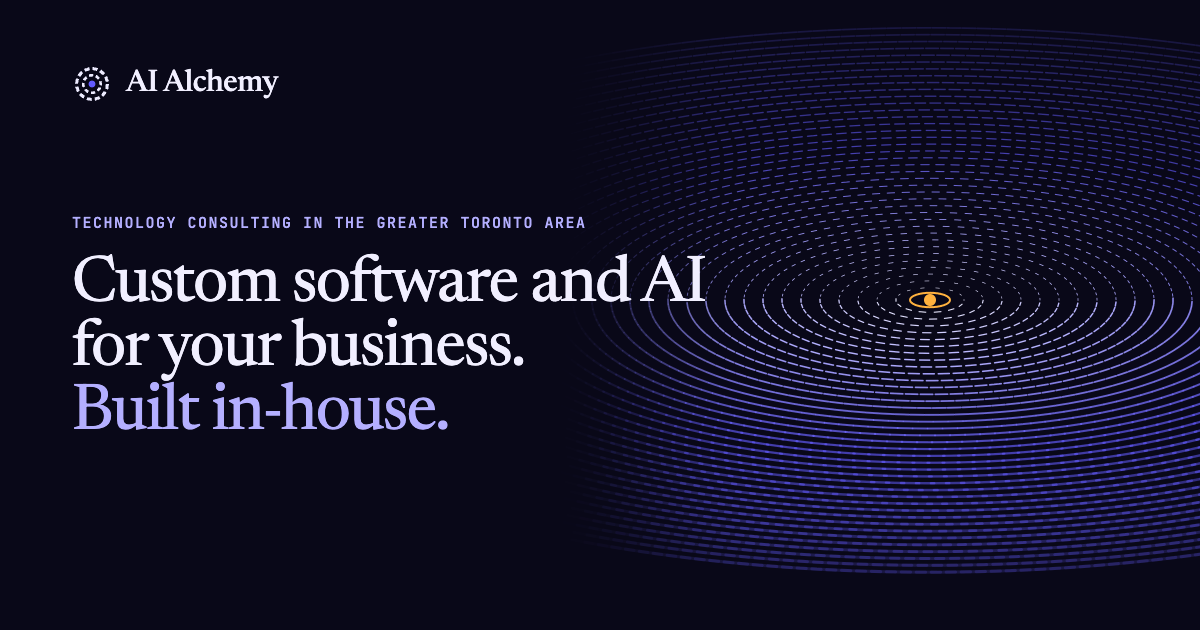 AI Alchemy
TECHNOLOGY CONSULTING IN THE GREATER TORONTO AREA
Custom software and AI
for your business.
Built in-house.